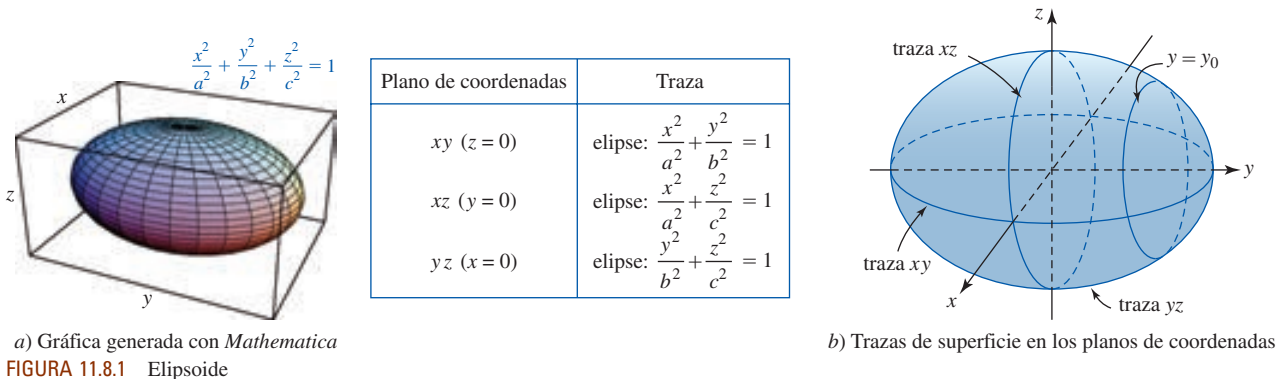 x²/a² + y²/b² + z²/c² = 1
x
z
y
a) Gráfica generada con Mathematica
FIGURA 11.8.1 Elipsoide
Plano de coordenadas Traza
xy (z = 0) elipse: x²/a² + y²/b² = 1
xz (y = 0) elipse: x²/a² + z²/c² = 1
yz (x = 0) elipse: y²/b² + z²/c² = 1
z
traza xz
y = y₀
y
traza xy
x
traza yz
b) Trazas de superficie en los planos de coordenadas